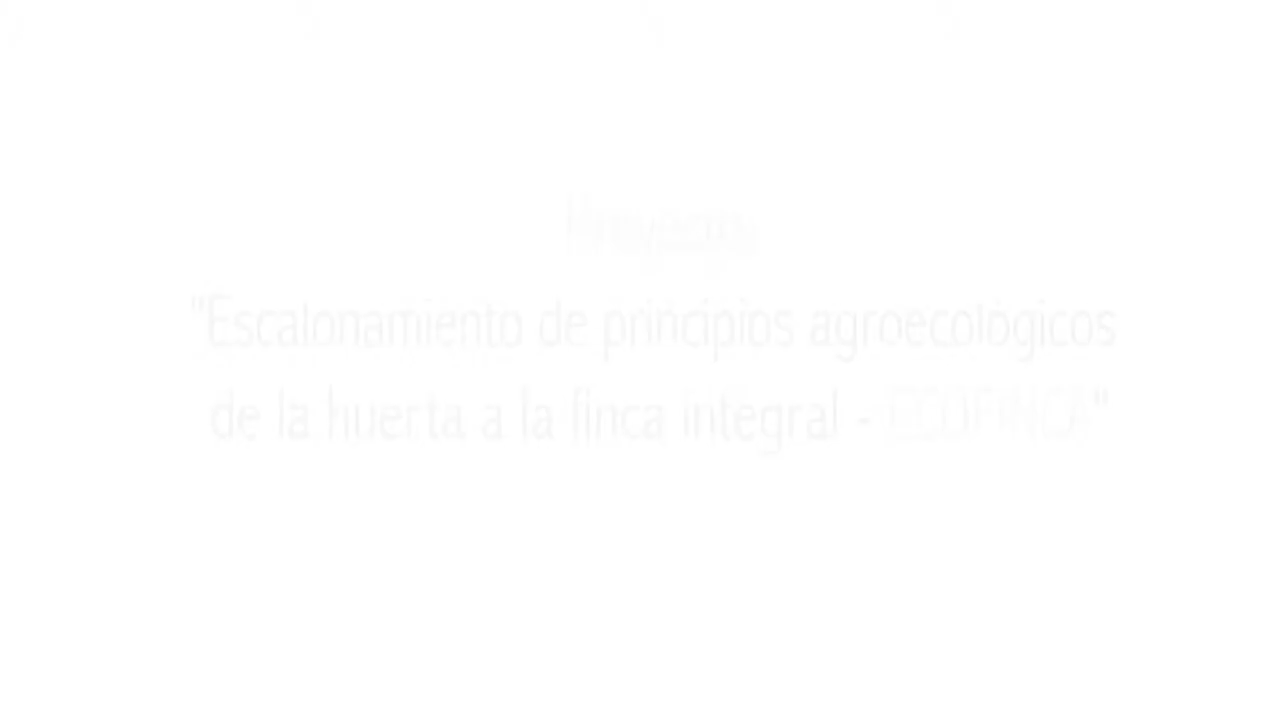 Proyecto
"Escalonamiento de principios agroecológicos
de la huerta a la finca integral - ECOFINCA"